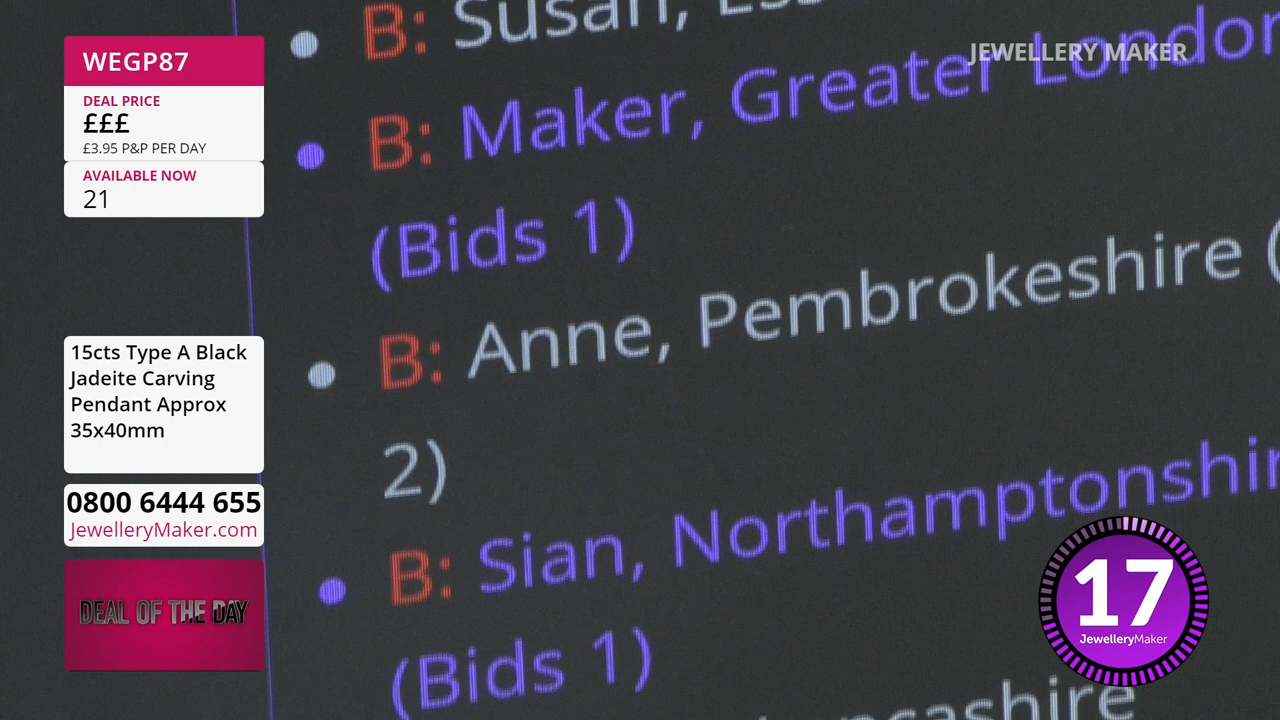 WEGP87
DEAL PRICE
£££
£3.95 P&P PER DAY
AVAILABLE NOW
21
15cts Type A Black
Jadeite Carving
Pendant Approx
35x40mm
0800 6444 655
JewelleryMaker.com
DEAL OF THE DAY
JEWELLERY MAKER
B: Susan,
B: Maker, Greater London
(Bids 1)
B: Anne, Pembrokeshire (
2)
B: Sian,
(Bids 1)
17
JewelleryMaker